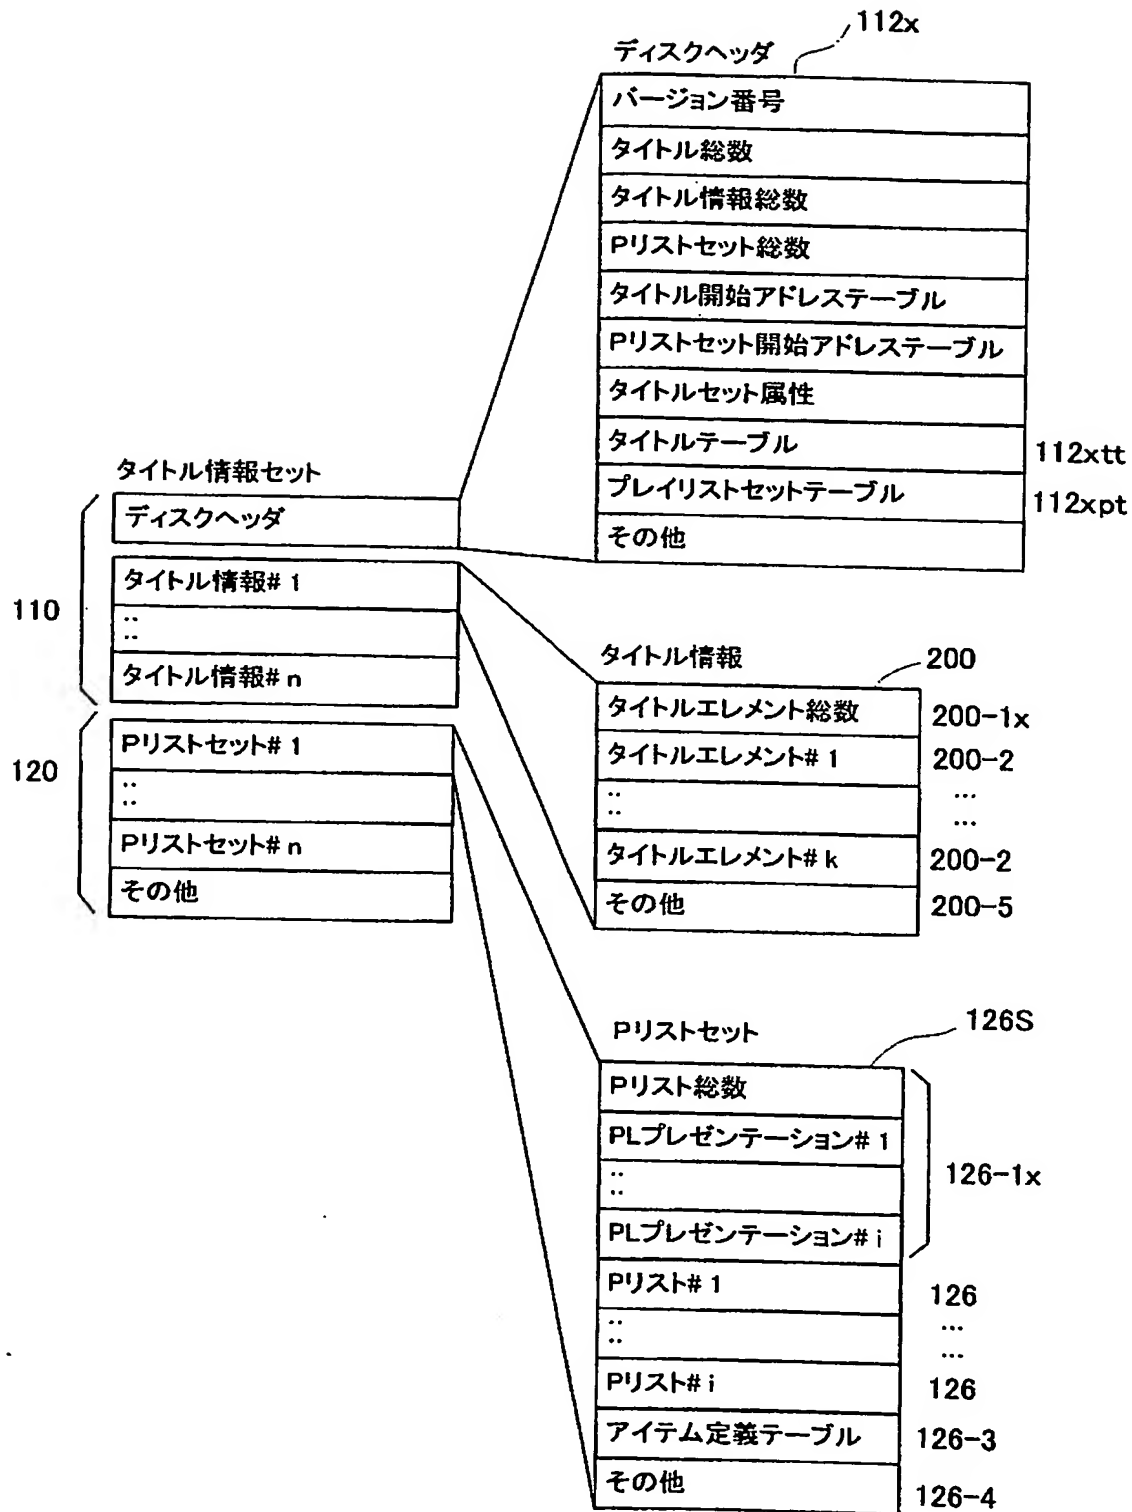 ディスクヘッダ 112x
バージョン番号
タイトル総数
タイトル情報総数
Pリストセット総数
タイトル開始アドレステーブル
Pリストセット開始アドレステーブル
タイトルセット属性
タイトルテーブル 112xtt
プレイリストセットテーブル 112xpt
その他
タイトル情報セット
ディスクヘッダ
110
タイトル情報#1
::
タイトル情報#n
120
Pリストセット#1
::
Pリストセット#n
その他
タイトル情報 200
タイトルエレメント総数 200-1x
タイトルエレメント#1 200-2
:: …
…
タイトルエレメント#k 200-2
その他 200-5
Pリストセット 126S
Pリスト総数
PLプレゼンテーション#1
::
PLプレゼンテーション#i
126-1x
Pリスト#1 126
:: …
…
Pリスト#i 126
アイテム定義テーブル 126-3
その他 126-4